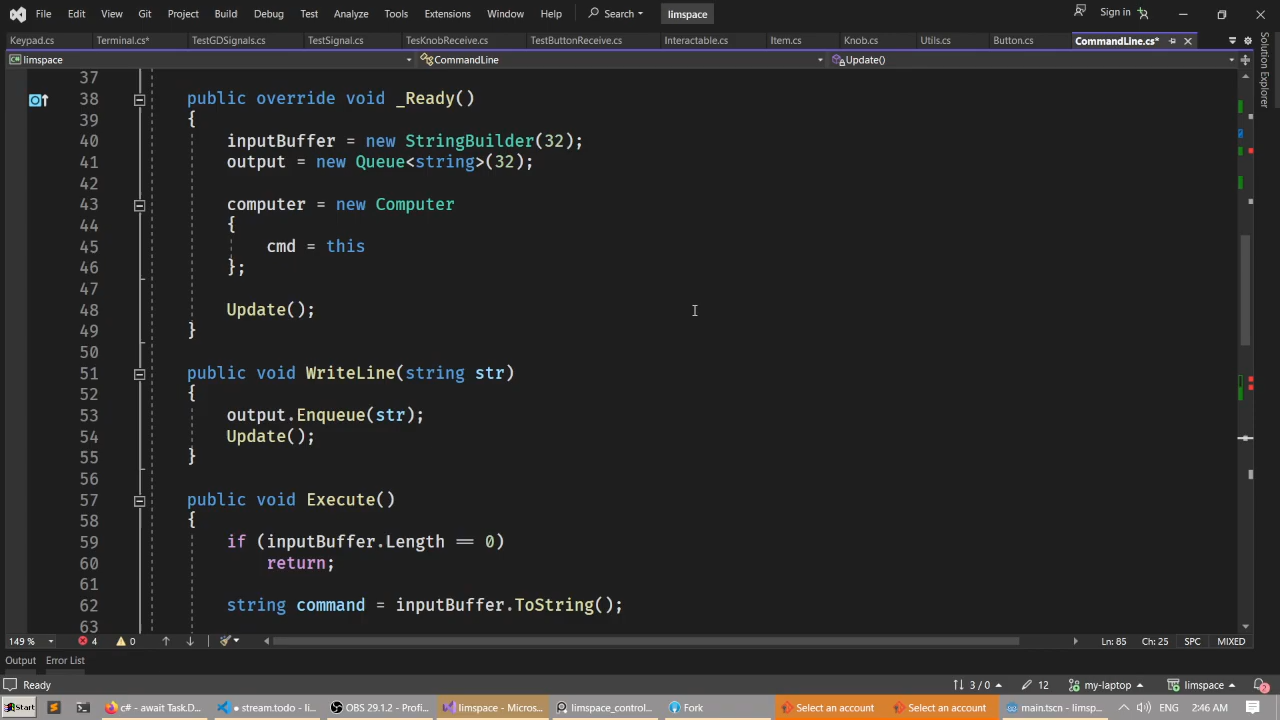 File Edit View Git Project Build Debug Test Analyze Tools Extensions Window Help Search limspace Sign in
Keypad.cs Terminal.cs* TestGDSignals.cs TestSignal.cs TesKnobReceive.cs TestButtonReceive.cs Interactable.cs Item.cs Knob.cs Utils.cs Button.cs CommandLine.cs*
limspace CommandLine Update()
Solution Explorer
37
38 public override void _Ready()
39 {
40 inputBuffer = new StringBuilder(32);
41 output = new Queue<string>(32);
42
43 computer = new Computer
44 {
45 cmd = this
46 };
47
48 Update();
49 }
50
51 public void WriteLine(string str)
52 {
53 output.Enqueue(str);
54 Update();
55 }
56
57 public void Execute()
58 {
59 if (inputBuffer.Length == 0)
60 return;
61
62 string command = inputBuffer.ToString();
63
149 % 4 0 Ln: 85 Ch: 25 SPC MIXED
Output Error List
Ready 3 / 0 12 my-laptop limspace 2
Start c# - await Task.D... stream.todo - l... OBS 29.1.2 - Profi... limspace - Micros... limspace_control... Fork Select an account Select an account main.tscn - limsp... ENG 2:46 AM